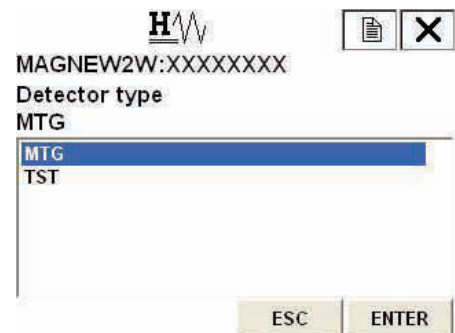 H
MAGNEW2W:XXXXXXXX
Detector type
MTG
MTG
TST
ESC ENTER